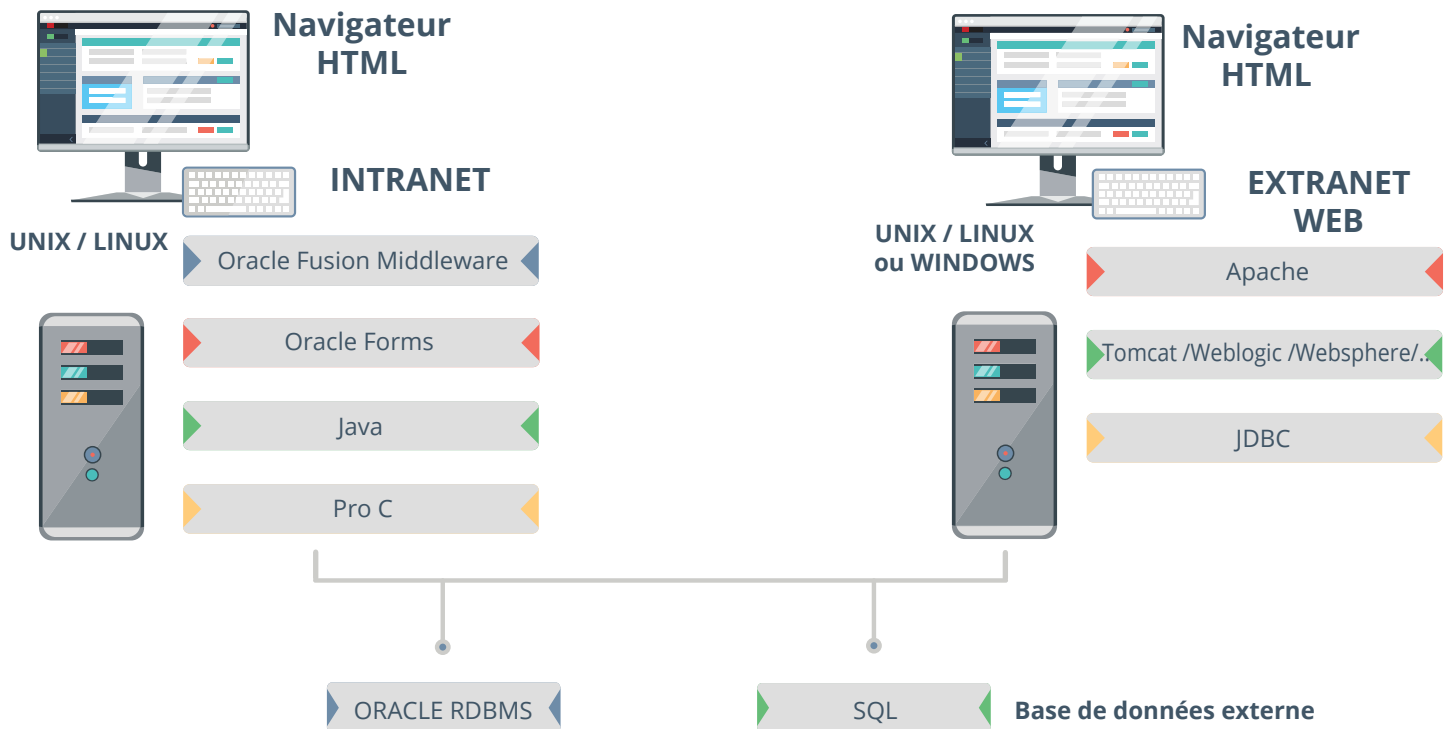 Navigateur
HTML
INTRANET
UNIX / LINUX
Oracle Fusion Middleware
Oracle Forms
Java
Pro C
Navigateur
HTML
EXTRANET
WEB
UNIX / LINUX
ou WINDOWS
Apache
Tomcat /Weblogic /Websphere/..
JDBC
ORACLE RDBMS
SQL
Base de données externe